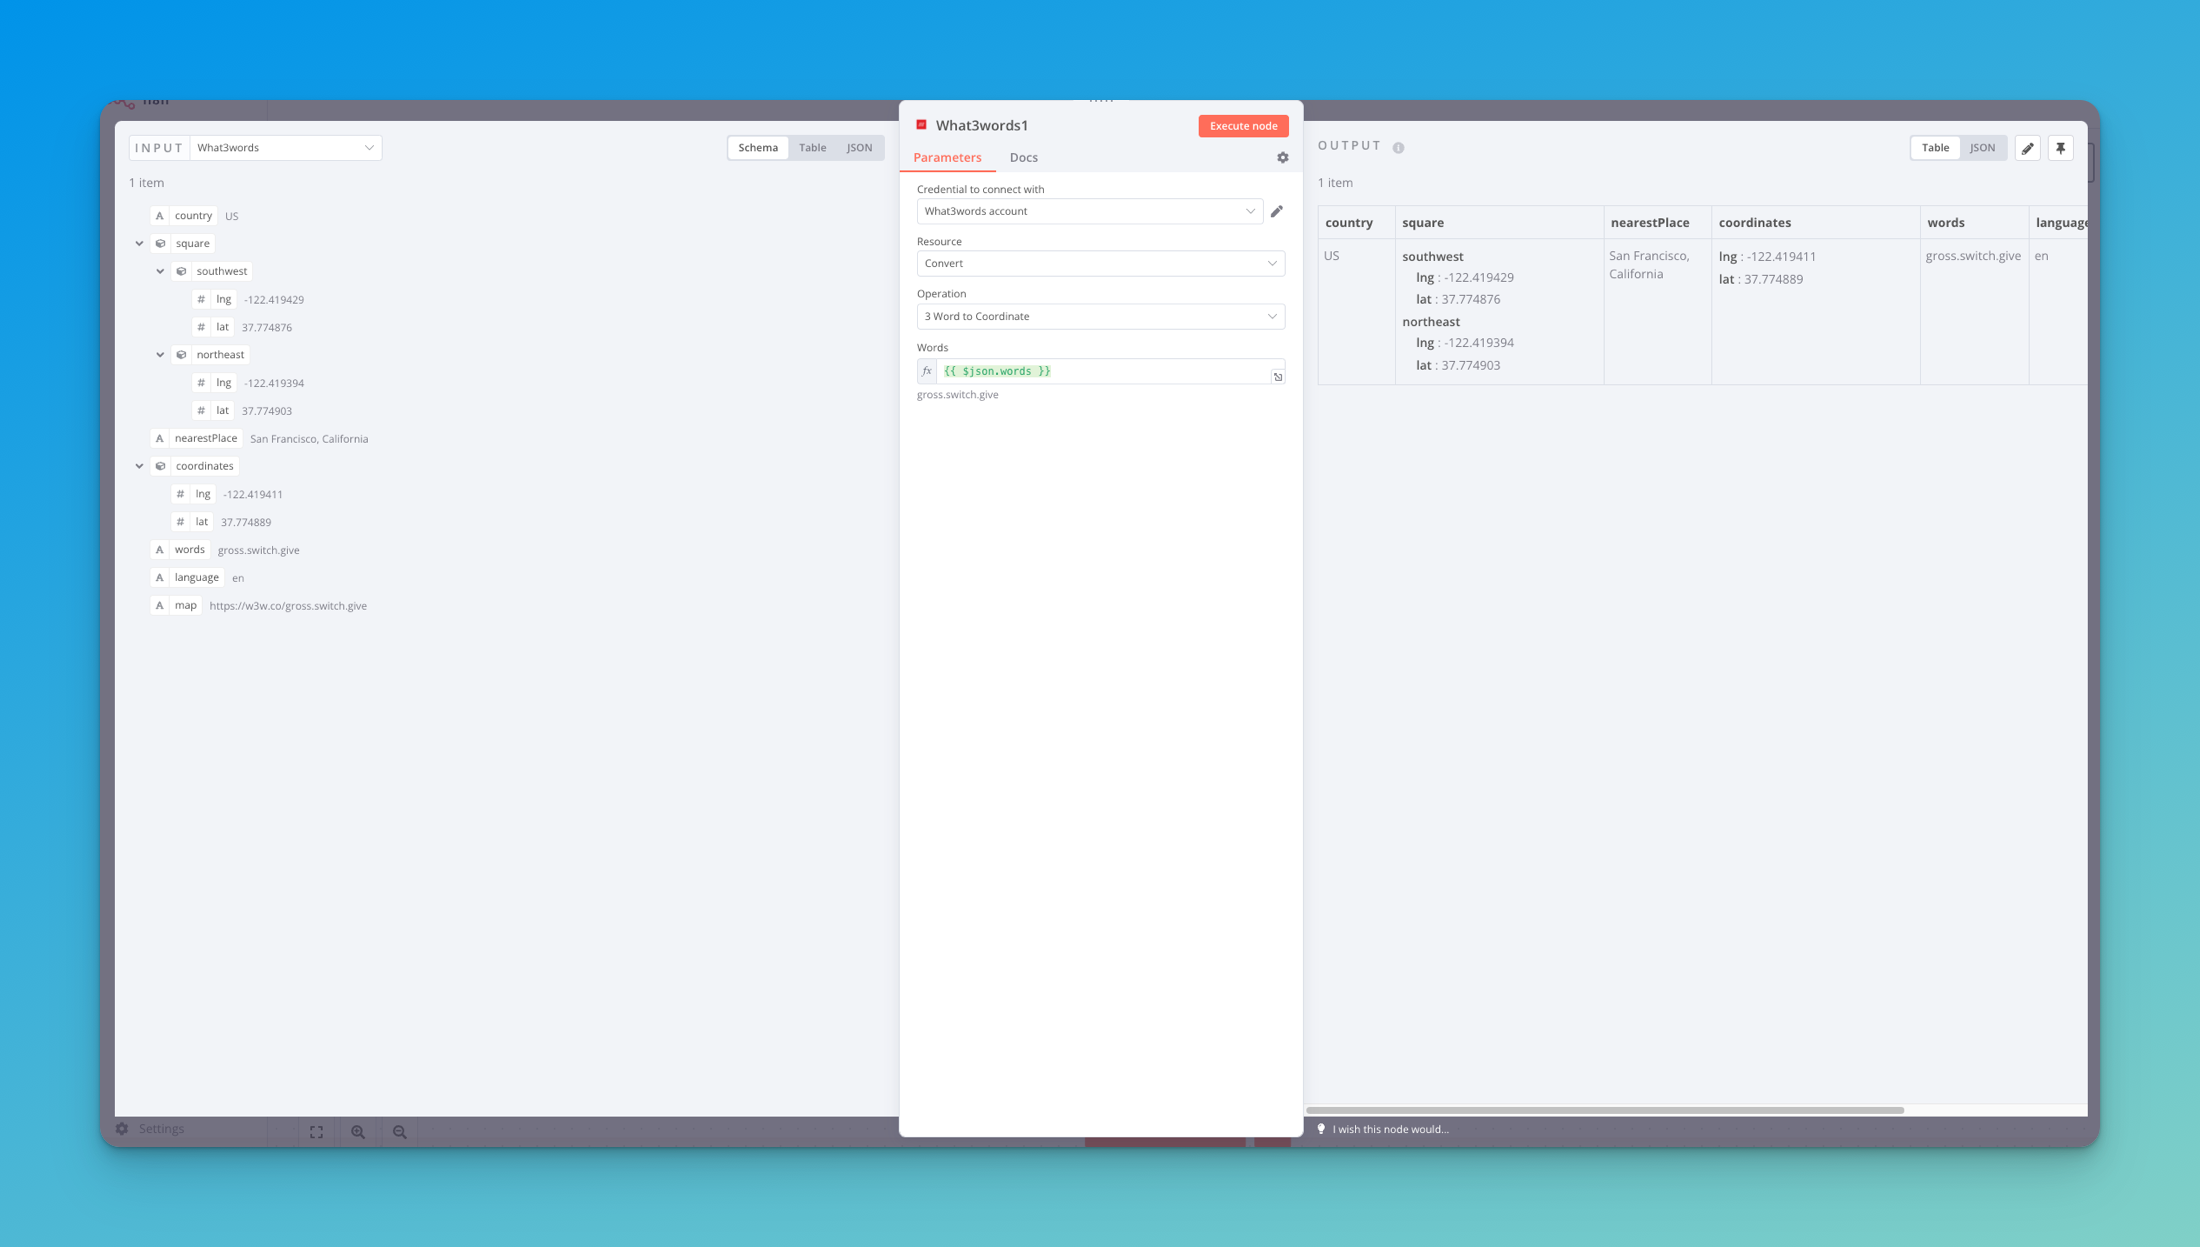 n8n
INPUT What3words
Schema Table JSON
1 item
A country US
square
southwest
# lng -122.419429
# lat 37.774876
northeast
# lng -122.419394
# lat 37.774903
A nearestPlace San Francisco, California
coordinates
# lng -122.419411
# lat 37.774889
A words gross.switch.give
A language en
A map https://w3w.co/gross.switch.give
Settings
What3words1
Execute node
Parameters Docs
Credential to connect with
What3words account
Resource
Convert
Operation
3 Word to Coordinate
Words
fx {{ $json.words }}
gross.switch.give
OUTPUT
Table JSON
1 item
country square nearestPlace coordinates words language
US
southwest
lng : -122.419429
lat : 37.774876
northeast
lng : -122.419394
lat : 37.774903
San Francisco,
California
lng : -122.419411
lat : 37.774889
gross.switch.give
en
I wish this node would...